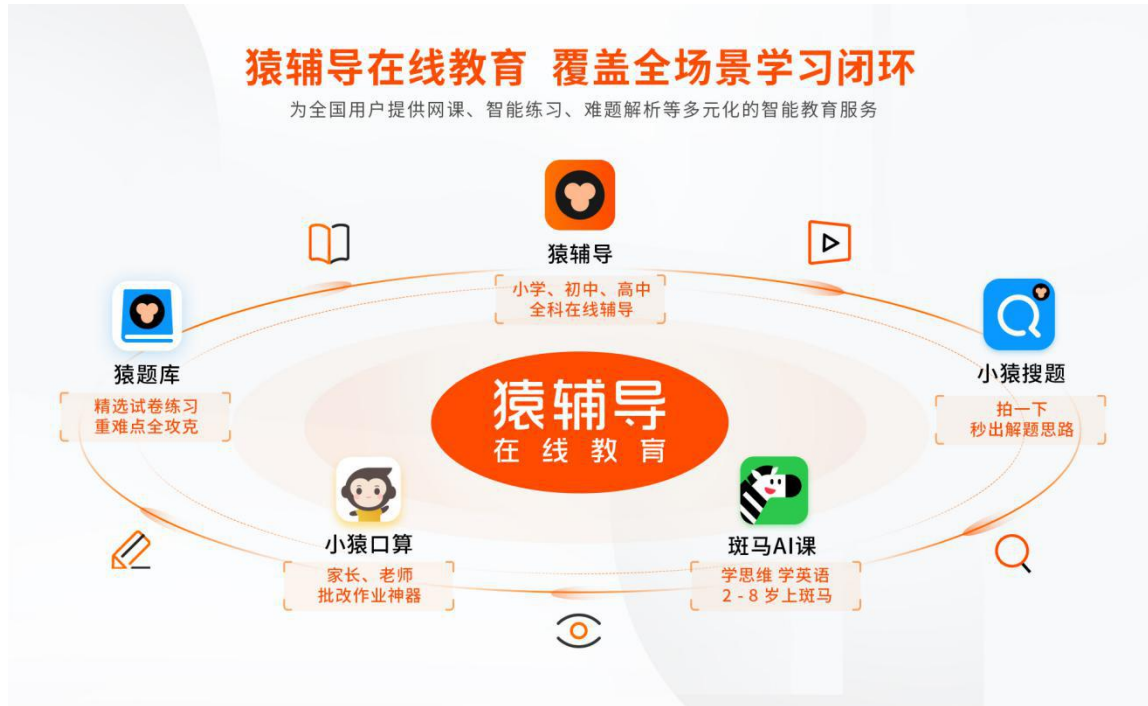 猿辅导在线教育 覆盖全场景学习闭环
为全国用户提供网课、智能练习、难题解析等多元化的智能教育服务
猿辅导
小学、初中、高中
全科在线辅导
猿题库
精选试卷练习
重难点全攻克
小猿搜题
拍一下
秒出解题思路
猿辅导
在线教育
小猿口算
家长、老师
批改作业神器
斑马AI课
学思维 学英语
2-8岁上斑马